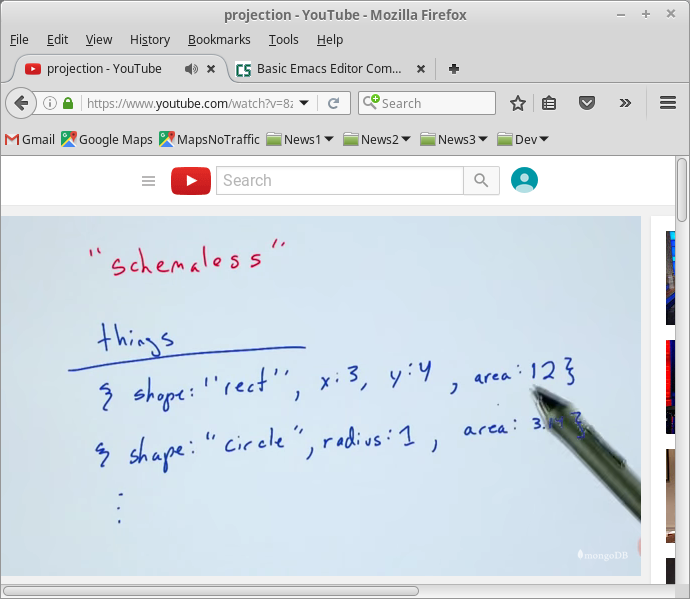 projection - YouTube - Mozilla Firefox
File Edit View History Bookmarks Tools Help
projection - YouTube
Basic Emacs Editor Com...
https://www.youtube.com/watch?v=8z
Search
Gmail Google Maps MapsNoTraffic News1 News2 News3 Dev
Search
"schemaless"
things
{ shape: "rect", x: 3, y: 4, area: 12 }
{ shape: "circle", radius: 1, area: 3.14 }
⋮
mongoDB